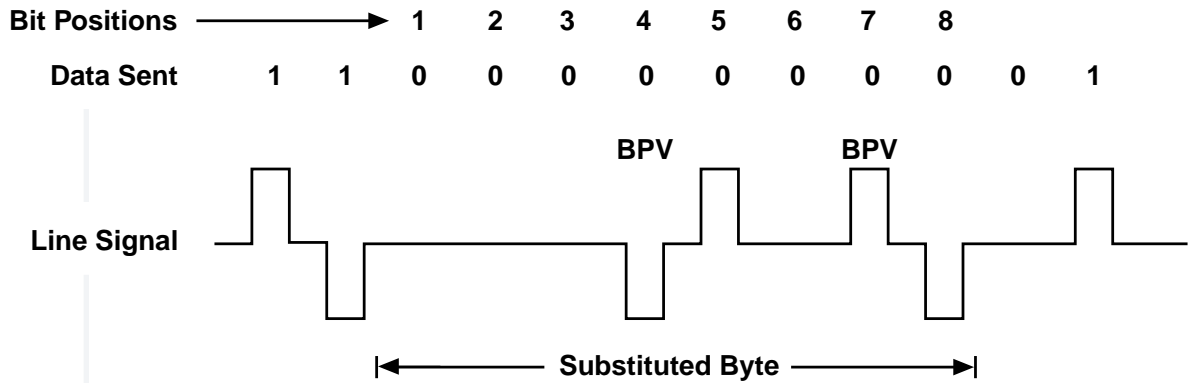 Bit Positions 1 2 3 4 5 6 7 8
Data Sent 1 1 0 0 0 0 0 0 0 0 0 1
BPV BPV
Line Signal
Substituted Byte